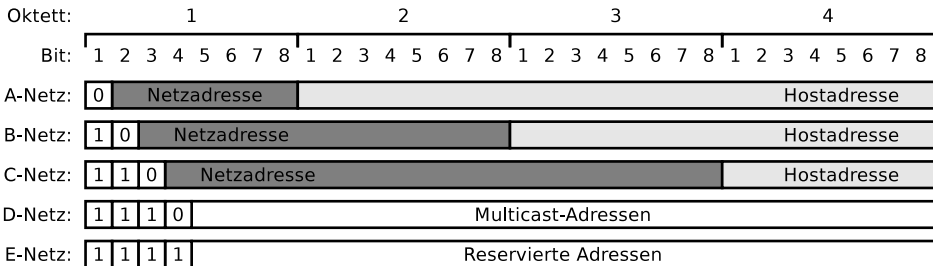 Oktett: 1 2 3 4
Bit: 1 2 3 4 5 6 7 8 1 2 3 4 5 6 7 8 1 2 3 4 5 6 7 8 1 2 3 4 5 6 7 8
A-Netz: 0 Netzadresse Hostadresse
B-Netz: 1 0 Netzadresse Hostadresse
C-Netz: 1 1 0 Netzadresse Hostadresse
D-Netz: 1 1 1 0 Multicast-Adressen
E-Netz: 1 1 1 1 Reservierte Adressen